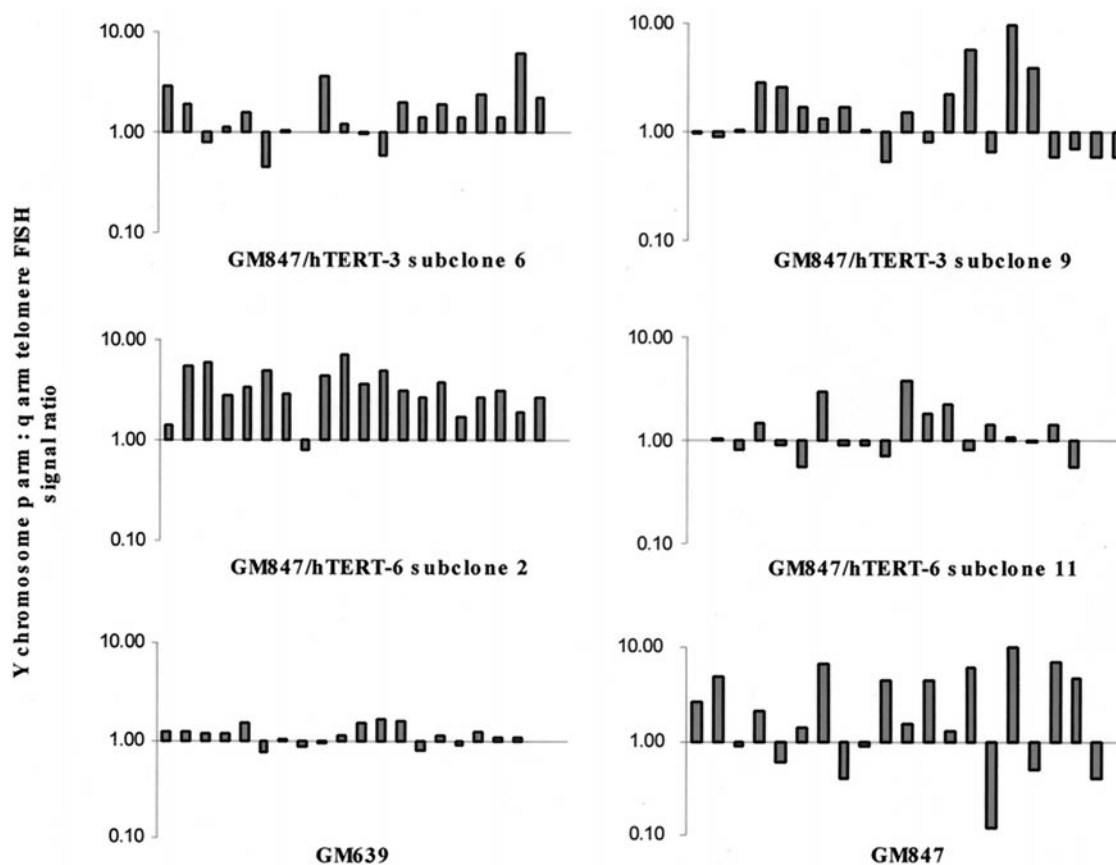 Y chromosome p arm : q arm telomere FISH
signal ratio
10.00
1.00
0.10
GM847/hTERT-3 subclone 6
10.00
1.00
0.10
GM847/hTERT-3 subclone 9
10.00
1.00
0.10
GM847/hTERT-6 subclone 2
10.00
1.00
0.10
GM847/hTERT-6 subclone 11
10.00
1.00
0.10
GM639
10.00
1.00
0.10
GM847